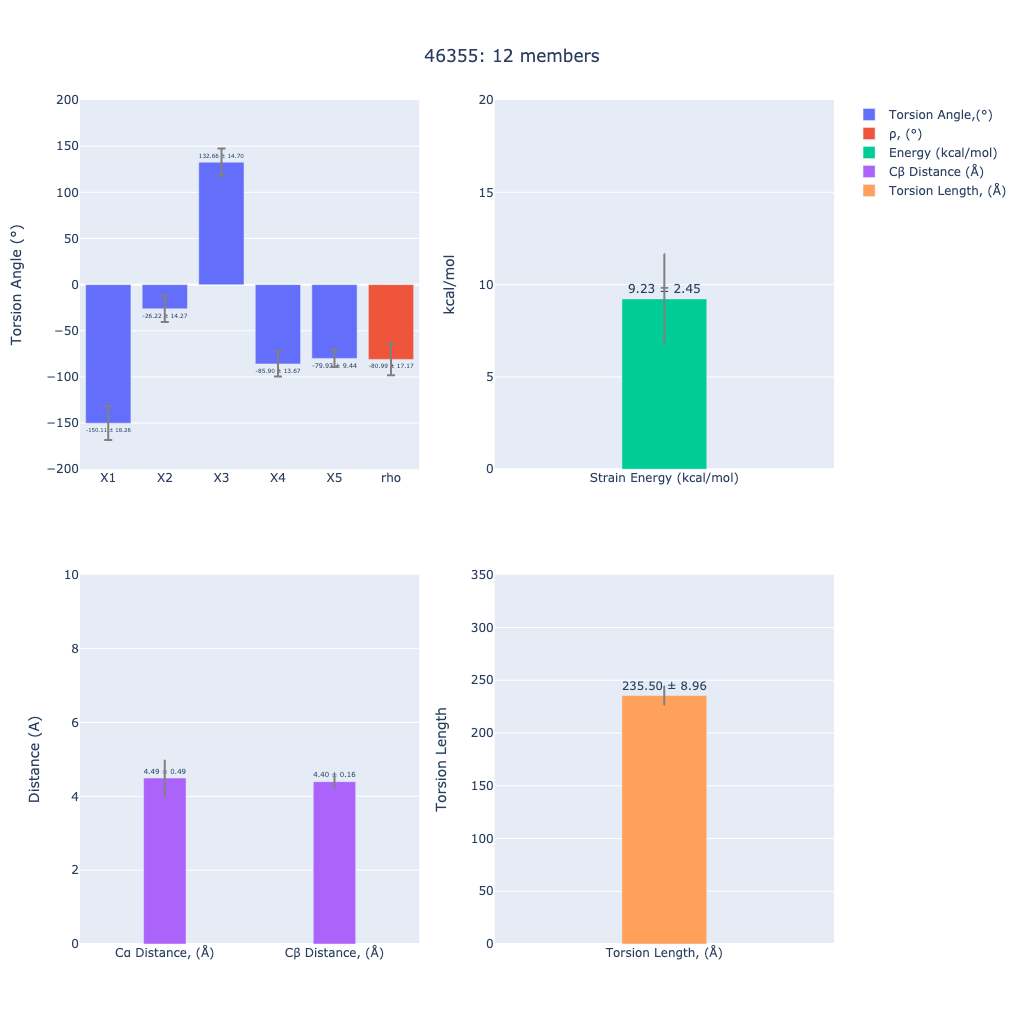 46355: 12 members
Torsion Angle (°)
200
150
100
50
0
−50
−100
−150
−200
132.66 ± 14.70
-26.22 ± 14.27
-85.90 ± 13.67
-79.93 ± 9.44
-80.99 ± 17.17
-150.11 ± 18.26
X1 X2 X3 X4 X5 rho
kcal/mol
20
15
10
5
0
9.23 ± 2.45
Strain Energy (kcal/mol)
Torsion Angle,(°)
ρ, (°)
Energy (kcal/mol)
Cβ Distance (Å)
Torsion Length, (Å)
Distance (A)
10
8
6
4
2
0
4.49 ± 0.49
4.40 ± 0.16
Cα Distance, (Å) Cβ Distance, (Å)
Torsion Length
350
300
250
200
150
100
50
0
235.50 ± 8.96
Torsion Length, (Å)